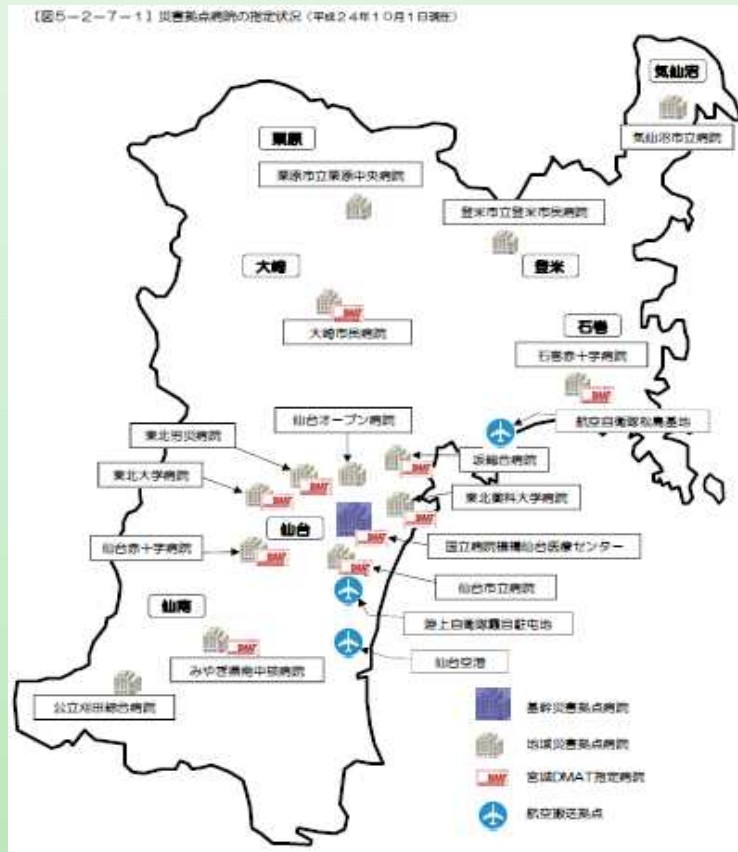 【図5-2-7-1】災害拠点病院の指定状況(平成24年10月1日現在)
気仙沼
気仙沼市立病院
栗原
栗原市立栗原中央病院
登米市立登米市民病院
大崎
登米
大崎市民病院
石巻
石巻赤十字病院
仙台オープン病院
航空自衛隊松島基地
東北労災病院
坂総合病院
東北大学病院
東北薬科大学病院
仙台
国立病院機構仙台医療センター
仙台赤十字病院
仙台市立病院
仙南
陸上自衛隊霞目駐屯地
みやぎ県南中核病院
仙台空港
公立刈田綜合病院
基幹災害拠点病院
地域災害拠点病院
宮城DMAT指定病院
航空搬送拠点